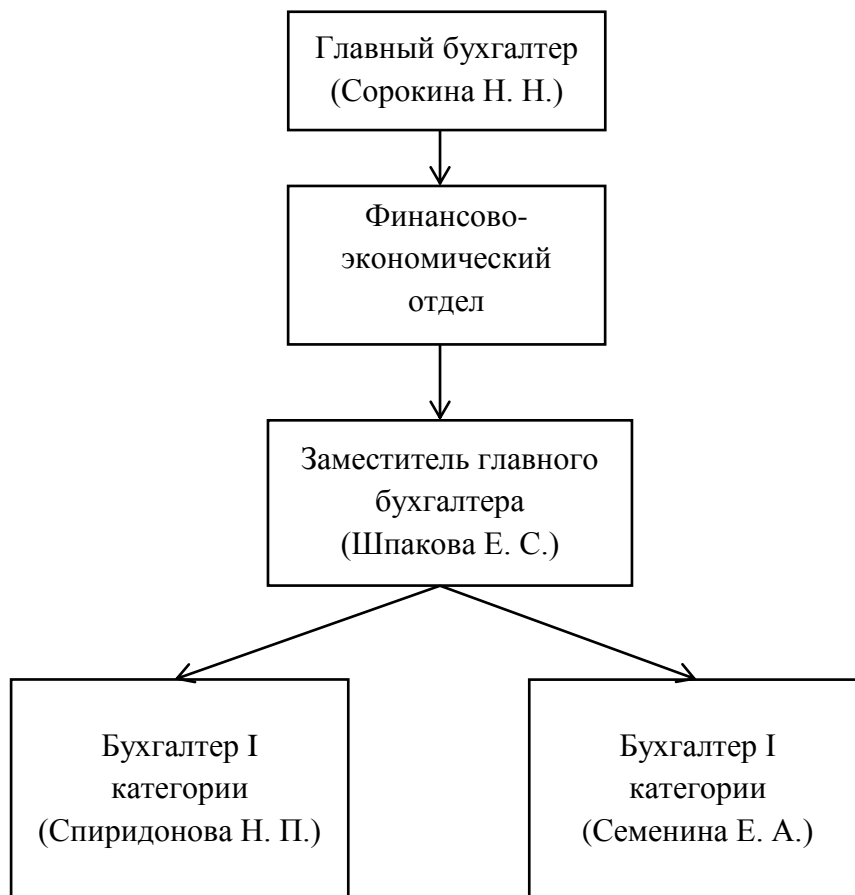 Главный бухгалтер
(Сорокина Н. Н.)
Финансово-
экономический
отдел
Заместитель главного
бухгалтера
(Шпакова Е. С.)
Бухгалтер I
категории
(Спиридонова Н. П.)
Бухгалтер I
категории
(Семенина Е. А.)